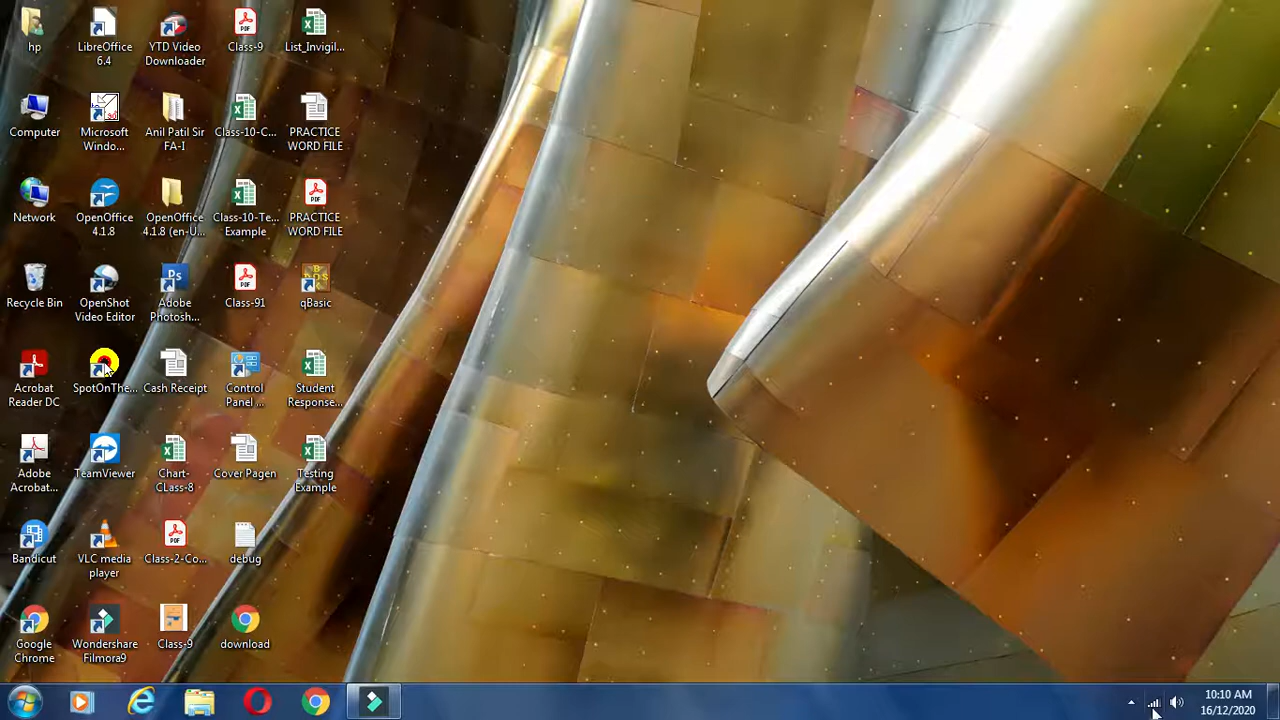 hp
LibreOffice
6.4
YTD Video
Downloader
Class-9
List_Invigil...
Computer
Microsoft
Windo...
Anil Patil Sir
FA-I
Class-10-C...
PRACTICE
WORD FILE
Network
OpenOffice
4.1.8
OpenOffice
4.1.8 (en-U...
Class-10-Te...
Example
PRACTICE
WORD FILE
Recycle Bin
OpenShot
Video Editor
Adobe
Photosh...
Class-91
qBasic
Acrobat
Reader DC
SpotOnThe...
Cash Receipt
Control
Panel ...
Student
Response...
Adobe
Acrobat...
TeamViewer
Chart-
CLass-8
Cover Pagen
Testing
Example
Bandicut
VLC media
player
Class-2-Co...
debug
Google
Chrome
Wondershare
Filmora9
Class-9
download
10:10 AM
16/12/2020